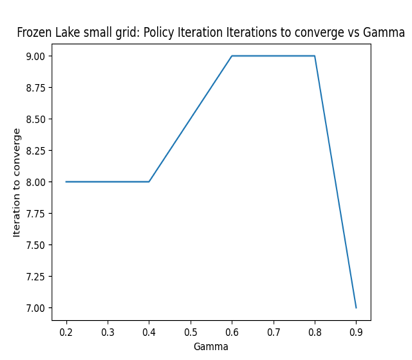 Frozen Lake small grid: Policy Iteration Iterations to converge vs Gamma
9.00
8.75
8.50
8.25
8.00
7.75
7.50
7.25
7.00
Iteration to converge
0.2 0.3 0.4 0.5 0.6 0.7 0.8 0.9
Gamma